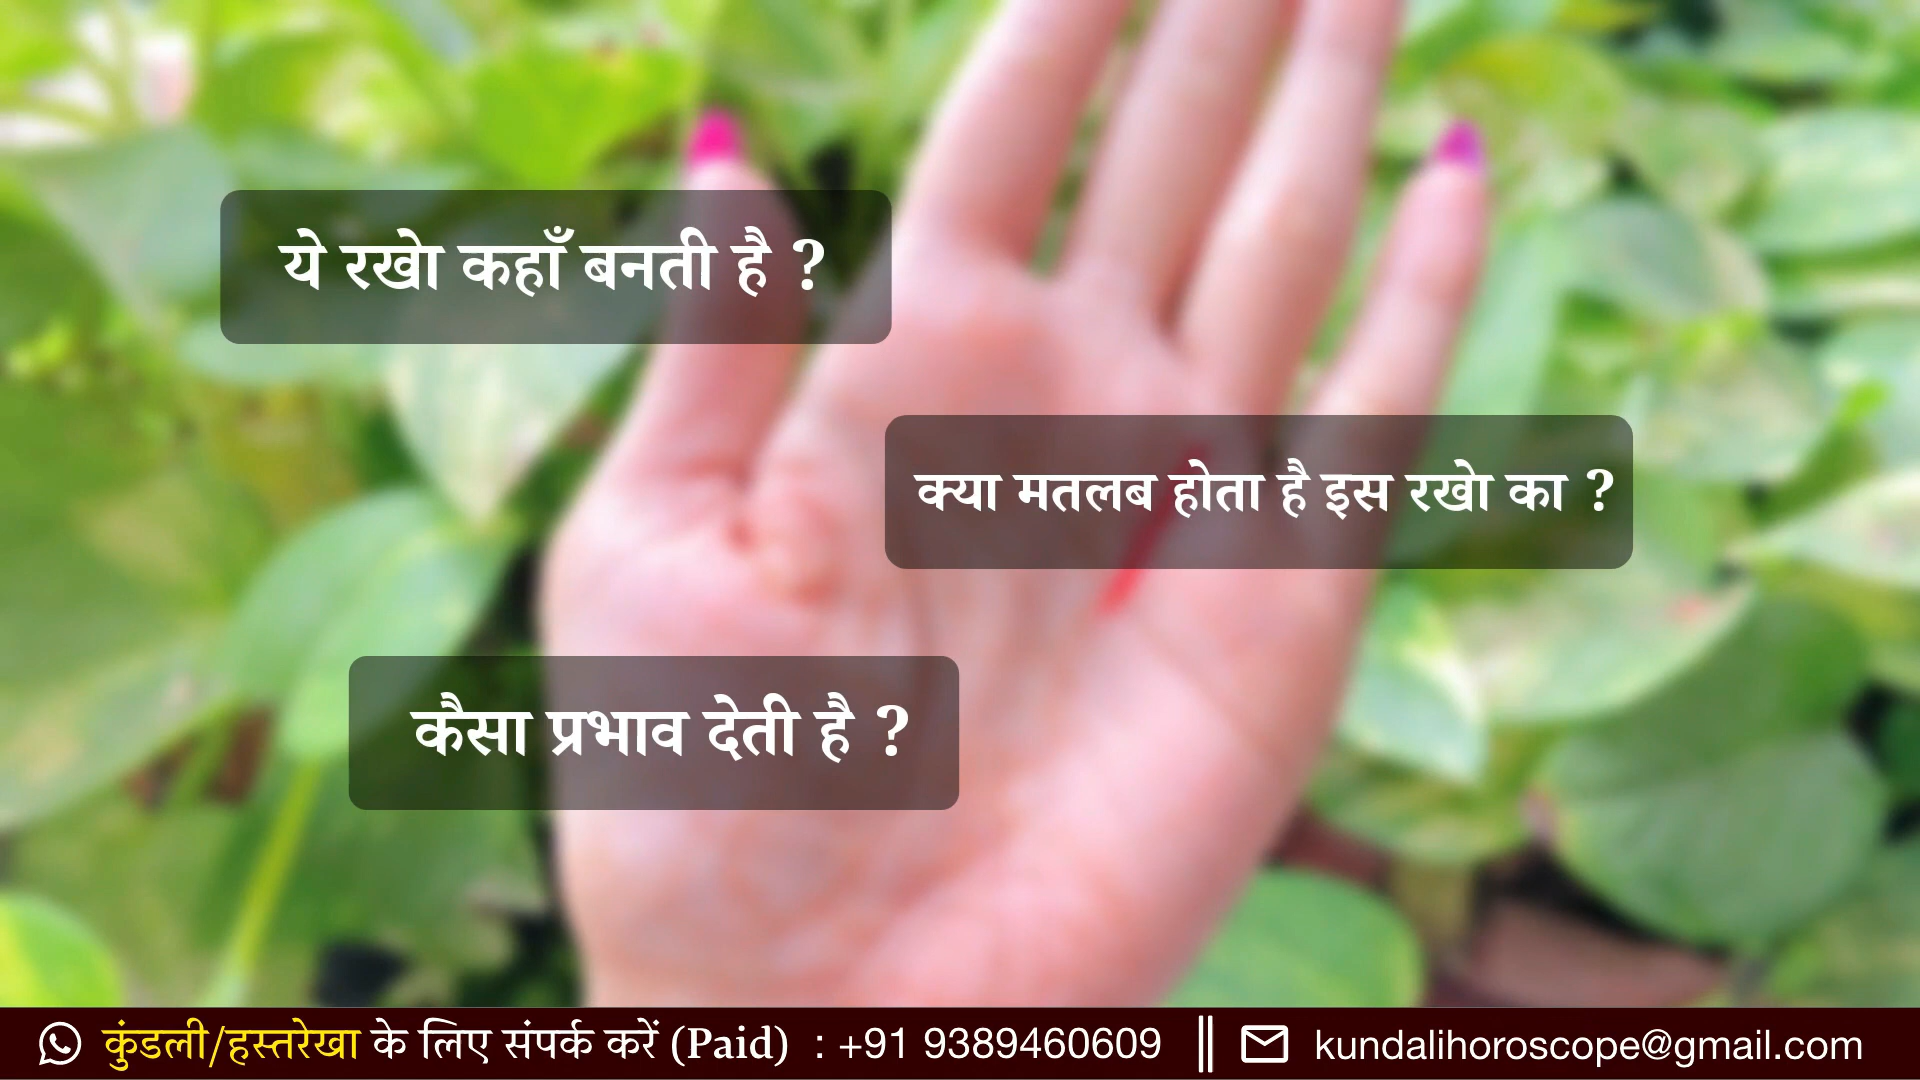 ये रखेा कहाँ बनती है ?
क्या मतलब होता है इस रखेा का ?
कैसा प्रभाव देती है ?
कुंडली/हस्तरेखा के लिए संपर्क करें (Paid) : +91 9389460609 || kundalihoroscope@gmail.com